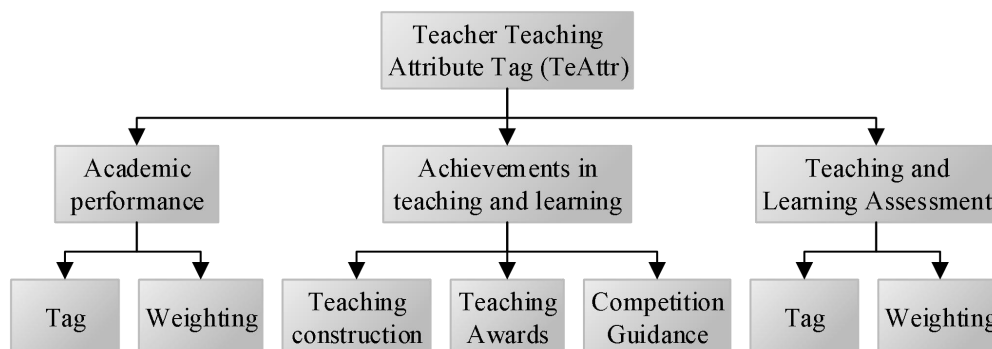 Teacher Teaching
Attribute Tag (TeAttr)
Academic
performance
Achievements in
teaching and learning
Teaching and
Learning Assessment
Tag
Weighting
Teaching
construction
Teaching
Awards
Competition
Guidance
Tag
Weighting